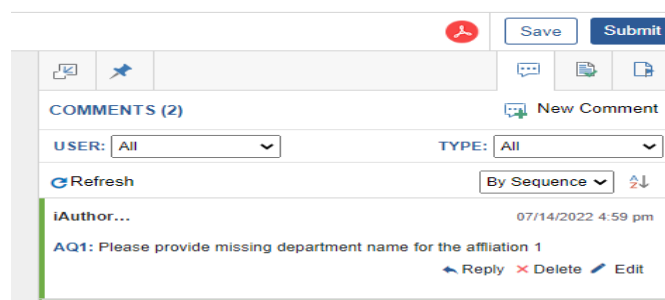 Save Submit
COMMENTS (2) New Comment
USER: All TYPE: All
Refresh By Sequence
iAuthor... 07/14/2022 4:59 pm
AQ1: Please provide missing department name for the affliation 1
Reply Delete Edit